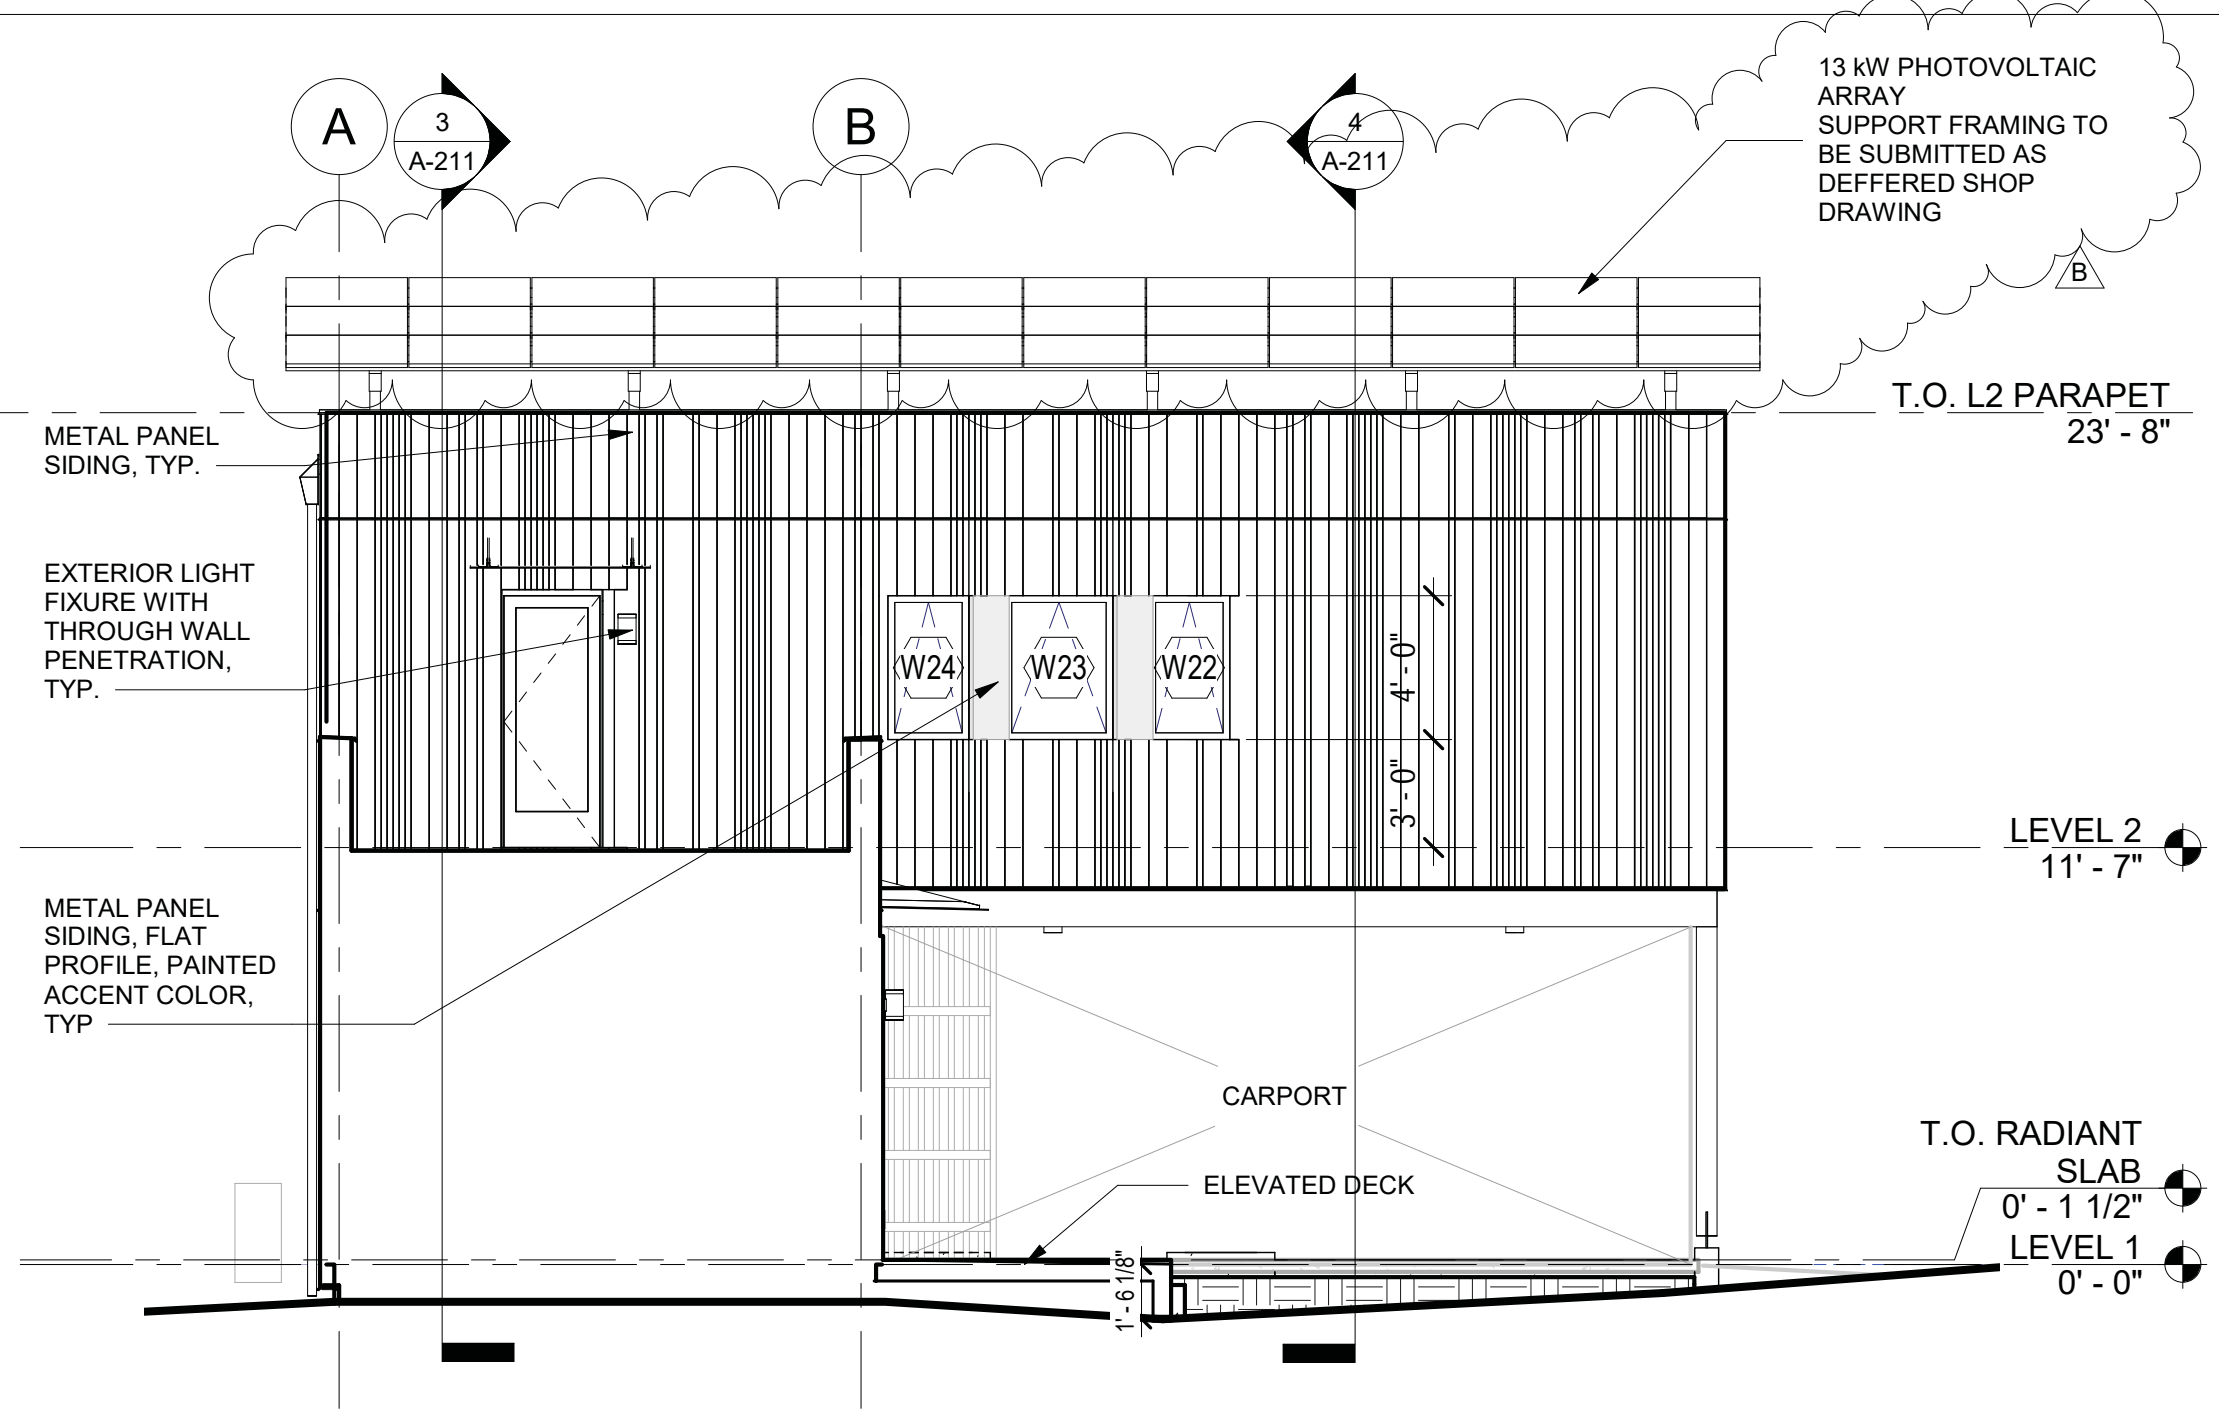 A
3
A-211
B
4
A-211
13 kW PHOTOVOLTAIC
ARRAY
SUPPORT FRAMING TO
BE SUBMITTED AS
DEFFERED SHOP
DRAWING
B
T.O. L2 PARAPET
23' - 8"
METAL PANEL
SIDING, TYP.
EXTERIOR LIGHT
FIXURE WITH
THROUGH WALL
PENETRATION,
TYP.
W24
W23
W22
4' - 0"
3' - 0"
LEVEL 2
11' - 7"
METAL PANEL
SIDING, FLAT
PROFILE, PAINTED
ACCENT COLOR,
TYP
CARPORT
ELEVATED DECK
1' - 6 1/8"
T.O. RADIANT
SLAB
0' - 1 1/2"
LEVEL 1
0' - 0"